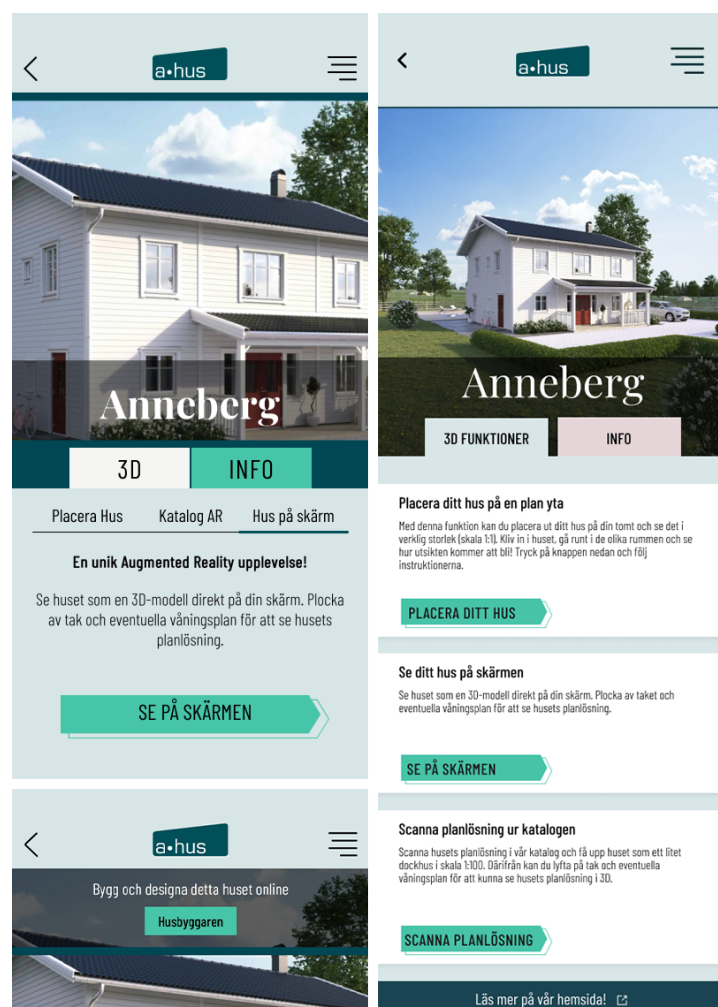 a•hus
Anneberg
3D
INFO
Placera Hus
Katalog AR
Hus på skärm
En unik Augmented Reality upplevelse!
Se huset som en 3D-modell direkt på din skärm. Plocka
av tak och eventuella våningsplan för att se husets
planlösning.
SE PÅ SKÄRMEN
a•hus
Bygg och designa detta huset online
Husbyggaren
a•hus
Anneberg
3D FUNKTIONER
INFO
Placera ditt hus på en plan yta
Med denna funktion kan du placera ut ditt hus på din tomt och se det i
verklig storlek (skala 1:1). Kliv in i huset, gå runt i de olika rummen och se
hur utsikten kommer att bli! Tryck på knappen nedan och följ
instruktionerna.
PLACERA DITT HUS
Se ditt hus på skärmen
Se huset som en 3D-modell direkt på din skärm. Plocka av taket och
eventuella våningsplan för att se husets planlösning.
SE PÅ SKÄRMEN
Scanna planlösning ur katalogen
Scanna husets planlösning i vår katalog och få upp huset som ett litet
dockhus i skala 1:100. Därifrån kan du lyfta på tak och eventuella
våningsplan för att kunna se husets planlösning i 3D.
SCANNA PLANLÖSNING
Läs mer på vår hemsida!